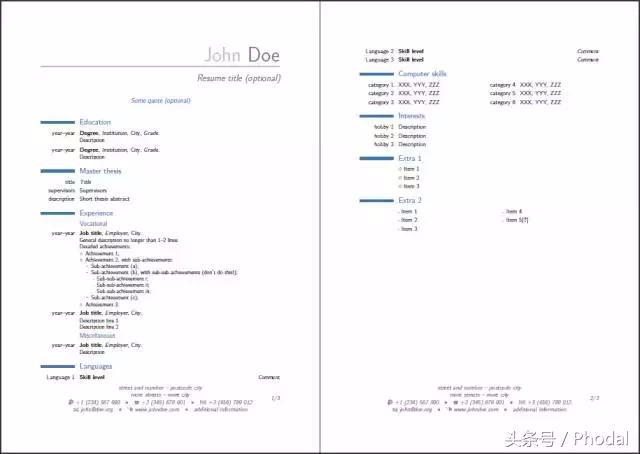 John Doe
Resume title (optional)
Some quote (optional)
Education
year–year Degree, Institution, City, Grade.
Description
year–year Degree, Institution, City, Grade.
Description
Master thesis
title Title
supervisors Supervisors
description Short thesis abstract
Experience
Vocational
year–year Job title, Employer, City.
General description no longer than 1–2 lines.
Detailed achievements:
○ Achievement 1;
○ Achievement 2, with sub-achievements:
- Sub-achievement (a);
- Sub-achievement (b), with sub-sub-achievements (don't do this!);
· Sub-sub-achievement i;
· Sub-sub-achievement ii;
· Sub-sub-achievement iii;
- Sub-achievement (c);
○ Achievement 3.
year–year Job title, Employer, City.
Description line 1
Description line 2
Miscellaneous
year–year Job title, Employer, City.
Description
Languages
Language 1 Skill level Comment
street and number – postcode city
more streets – more city
+1 (234) 567 890 • +2 (345) 678 901 • +3 (456) 789 012
john@doe.org • www.johndoe.com • additional information
1/3
Language 2 Skill level Comment
Language 3 Skill level Comment
Computer skills
category 1 XXX, YYY, ZZZ category 4 XXX, YYY, ZZZ
category 2 XXX, YYY, ZZZ category 5 XXX, YYY, ZZZ
category 3 XXX, YYY, ZZZ category 6 XXX, YYY, ZZZ
Interests
hobby 1 Description
hobby 2 Description
hobby 3 Description
Extra 1
○ Item 1
○ Item 2
○ Item 3
Extra 2
- Item 1 - Item 4
- Item 2 - Item 5[?]
- Item 3
street and number – postcode city
more streets – more city
+1 (234) 567 890 • +2 (345) 678 901 • +3 (456) 789 012
john@doe.org • www.johndoe.com • additional information
2/3
头条号 / Phodal